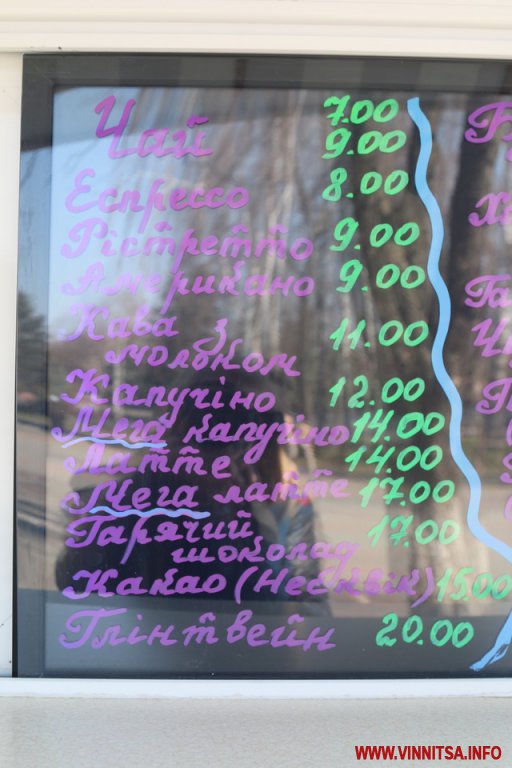 Чай 7.00
9.00
Еспрессо 8.00
Рістретто 9.00
Американо 9.00
Кава з
молоком 11.00
Капучіно 12.00
Мега капучіно 14.00
Латте 14.00
Мега латте 17.00
Гарячий
шоколад 17.00
Какао (Несквік) 15.00
Глінтвейн 20.00
WWW.VINNITSA.INFO